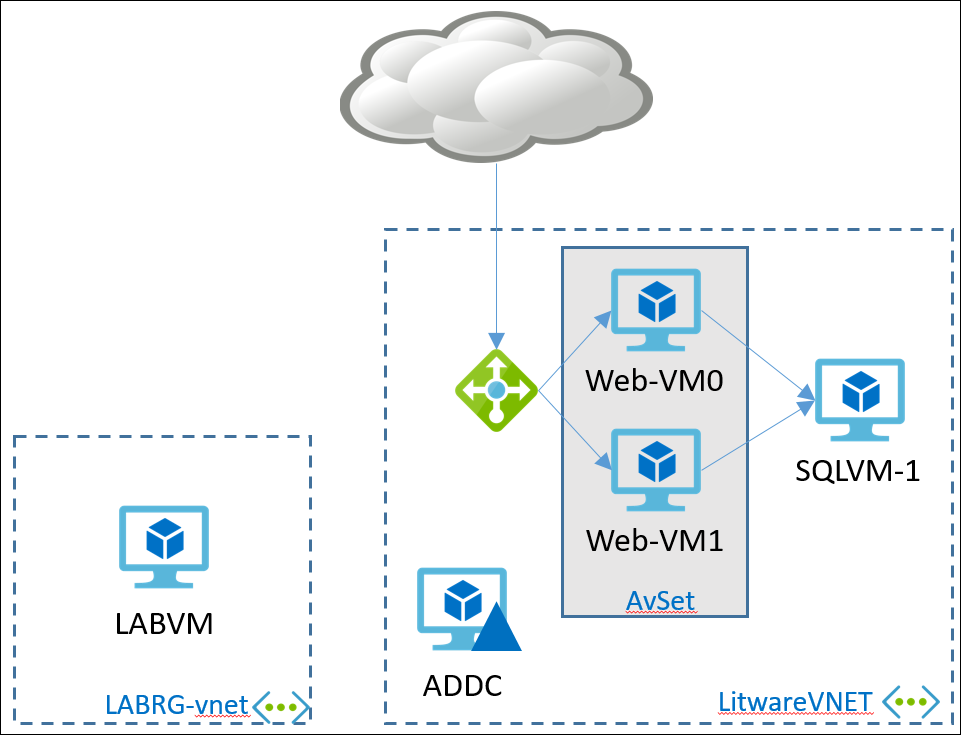 Web-VM0
SQLVM-1
Web-VM1
AvSet
LABVM
ADDC
LABRG-vnet
LitwareVNET